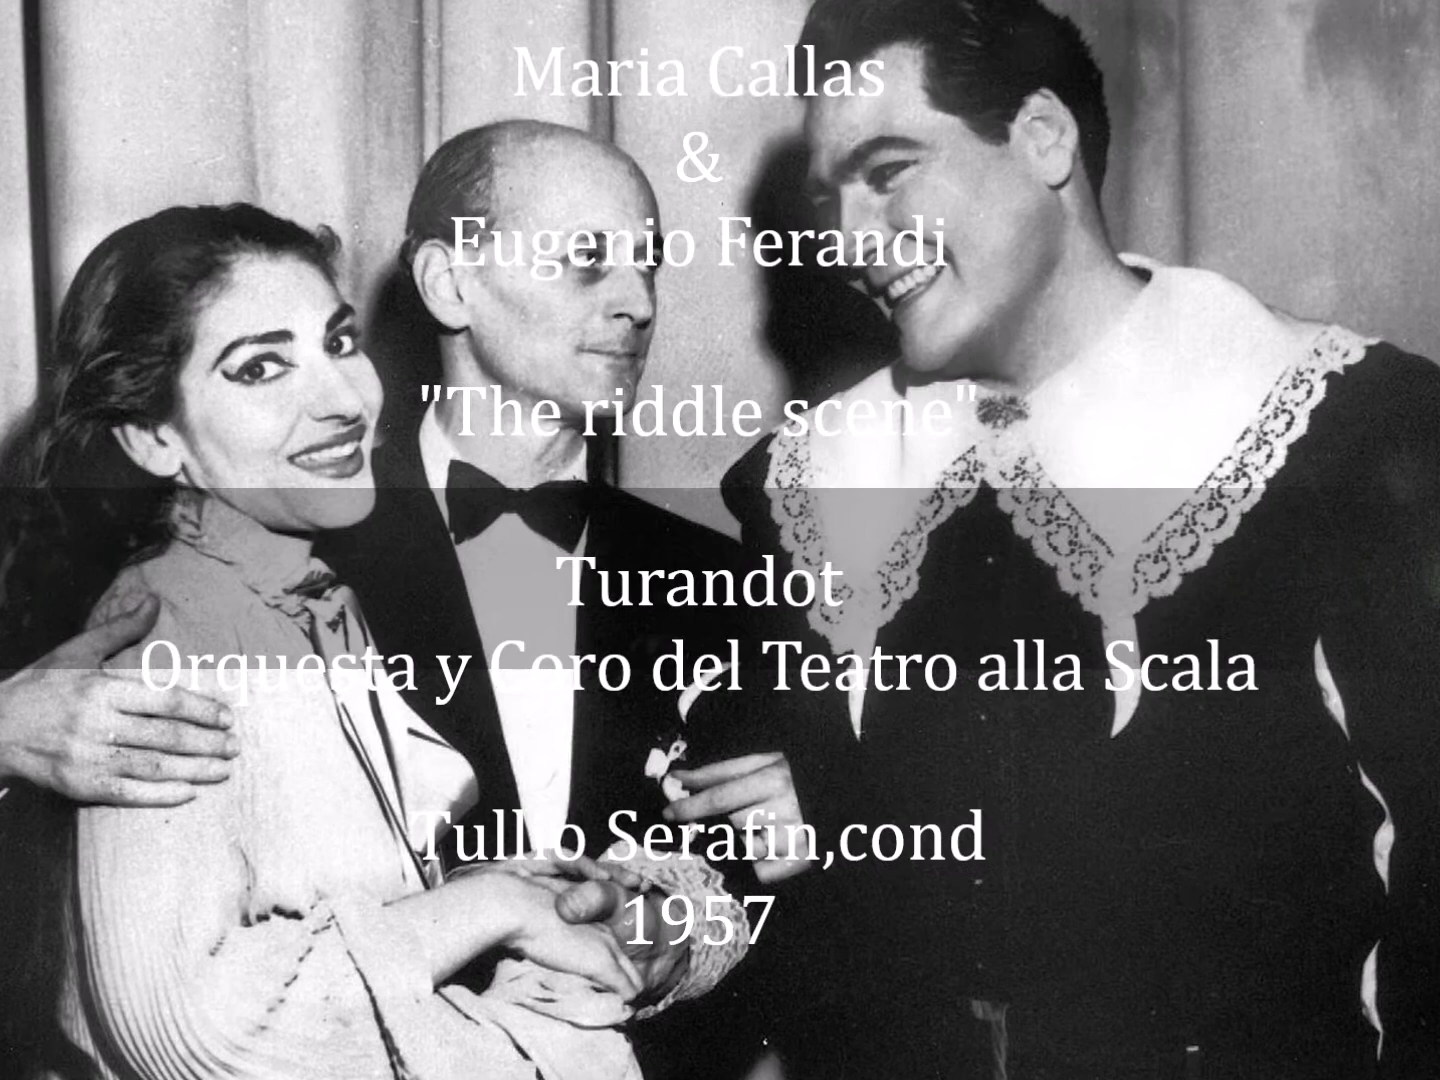 Maria Callas
&
Eugenio Ferandi
"The riddle scene"
Turandot
Orquesta y Coro del Teatro alla Scala
Tullio Serafin,cond
1957